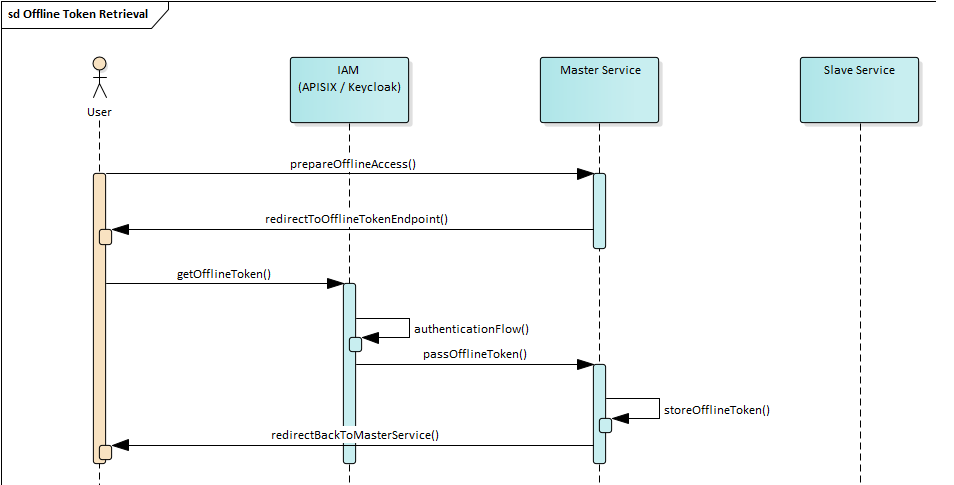 sd Offline Token Retrieval
User
IAM
(APISIX / Keycloak)
Master Service
Slave Service
prepareOfflineAccess()
redirectToOfflineTokenEndpoint()
getOfflineToken()
authenticationFlow()
passOfflineToken()
storeOfflineToken()
redirectBackToMasterService()